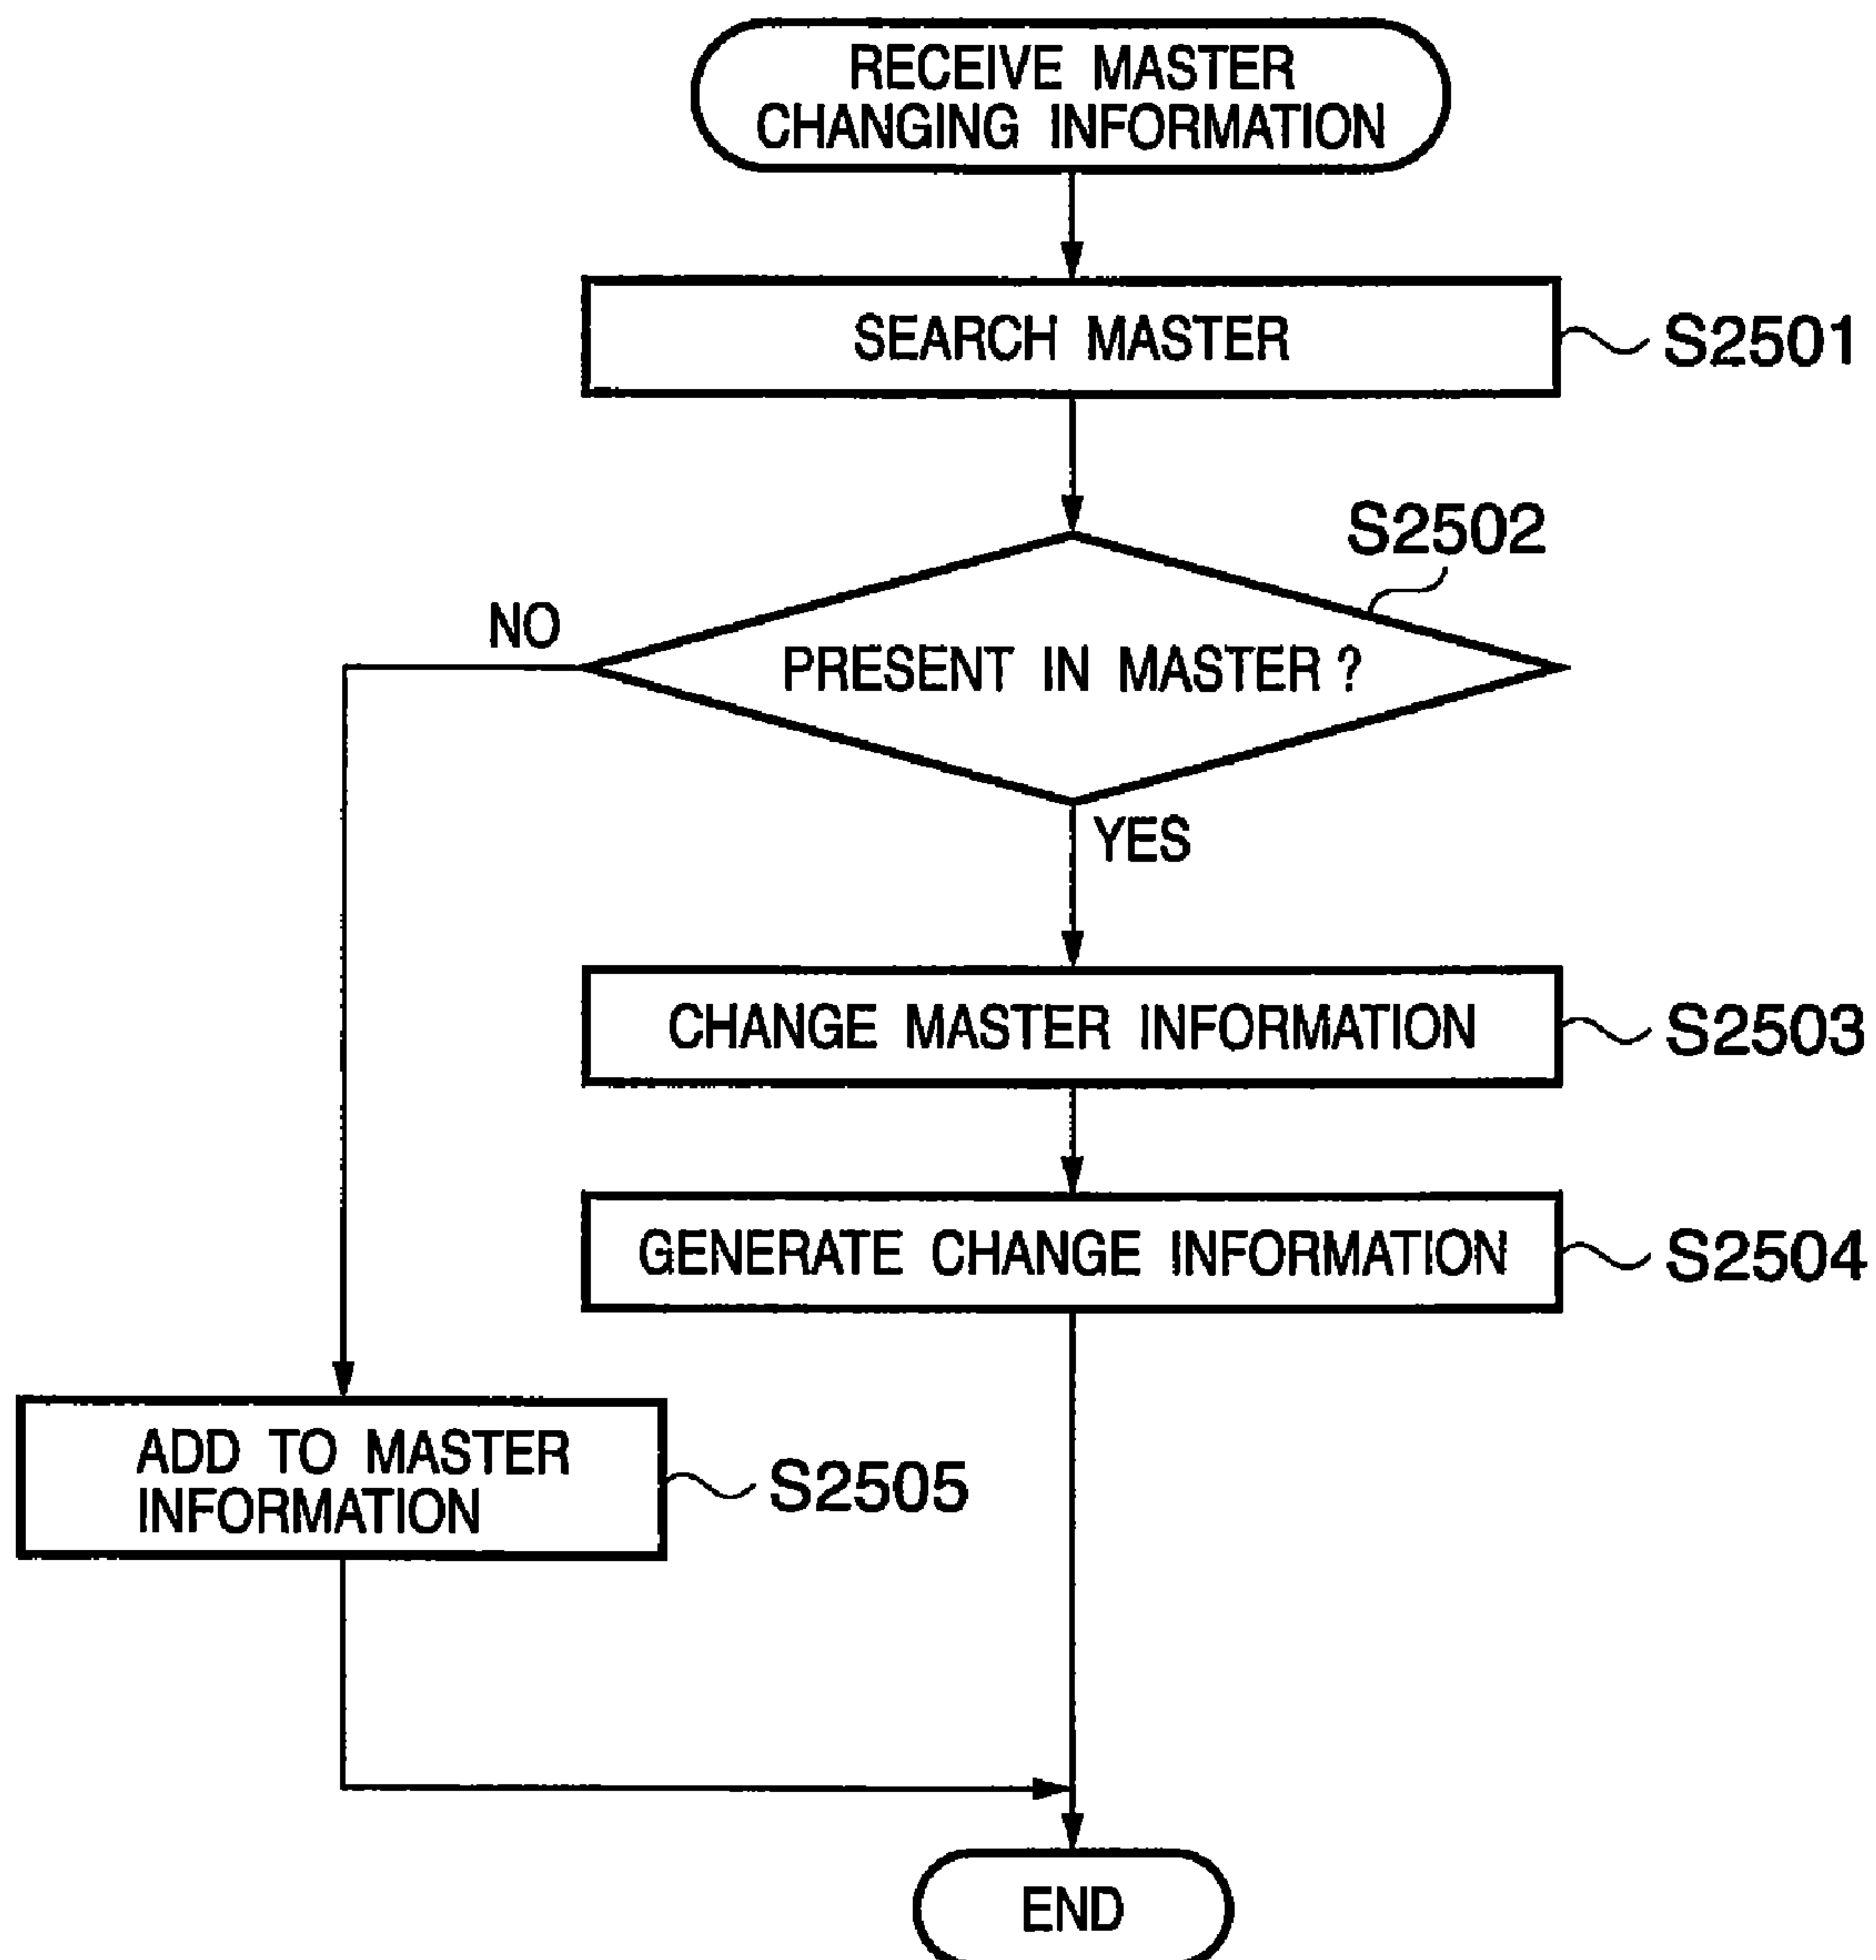 RECEIVE MASTER
CHANGING INFORMATION
SEARCH MASTER
S2501
S2502
NO
PRESENT IN MASTER ?
YES
CHANGE MASTER INFORMATION
S2503
GENERATE CHANGE INFORMATION
S2504
ADD TO MASTER
INFORMATION
S2505
END